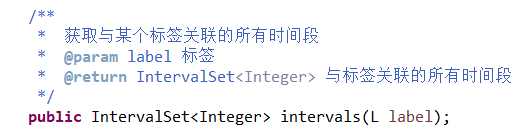 /**
 * 获取与某个标签关联的所有时间段
 * @param label 标签
 * @return IntervalSet<Integer> 与标签关联的所有时间段
 */
public IntervalSet<Integer> intervals(L label);